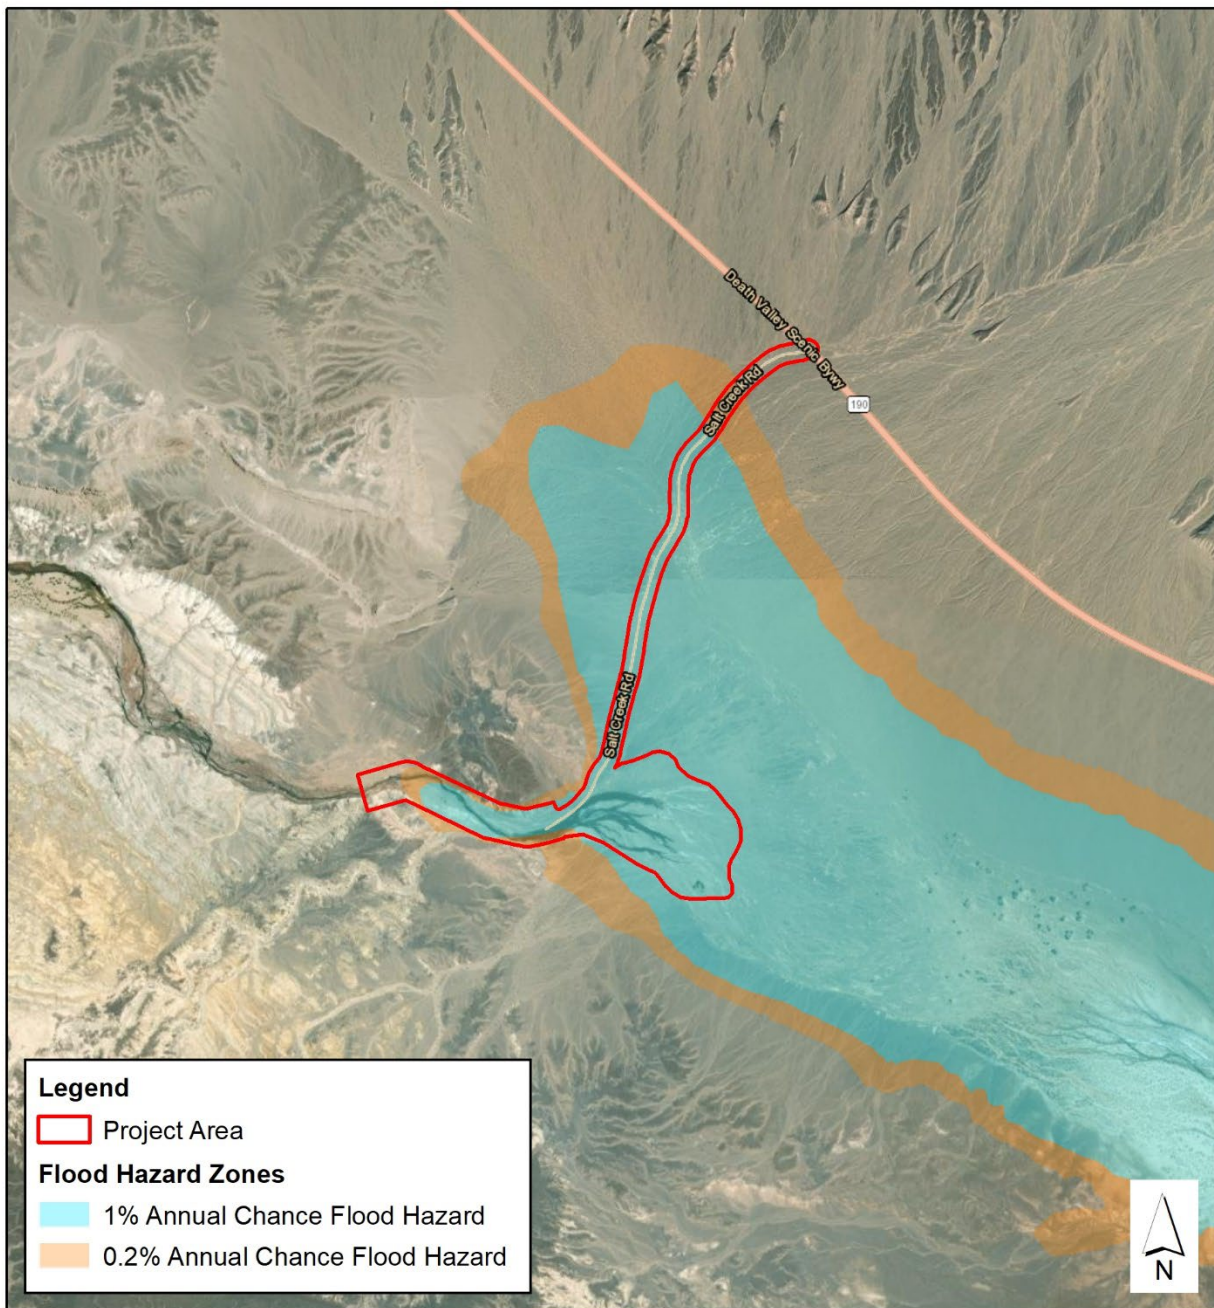 Death Valley Scenic Bywy
190
Salt Creek Rd
Salt Creek Rd
Legend
Project Area
Flood Hazard Zones
1% Annual Chance Flood Hazard
0.2% Annual Chance Flood Hazard
N